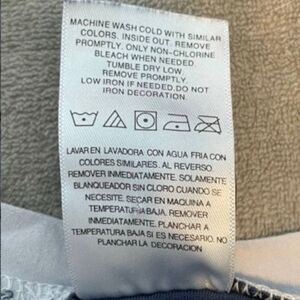 MACHINE WASH COLD WITH SIMILAR
COLORS. INSIDE OUT. REMOVE
PROMPTLY. ONLY NON-CHLORINE
BLEACH WHEN NEEDED
TUMBLE DRY LOW.
REMOVE PROMPTLY.
LOW IRON IF NEEDED.DO NOT
IRON DECORATION.
LAVAR EN LAVADORA CON AGUA FRIA CON
COLORES SIMILARES. AL REVERSO.
REMOVER INMEDIATAMENTE. SOLAMENTE
BLANQUEADOR SIN CLORO CUANDO SE
NECESITE. SECAR EN MAQUINA A
TEMPERATURA BAJA. REMOVER
INMEDIATAMENTE. PLANCHAR A
TEMPERATURA BAJA SI ES NECESARIO. NO
PLANCHAR LA DECORACION